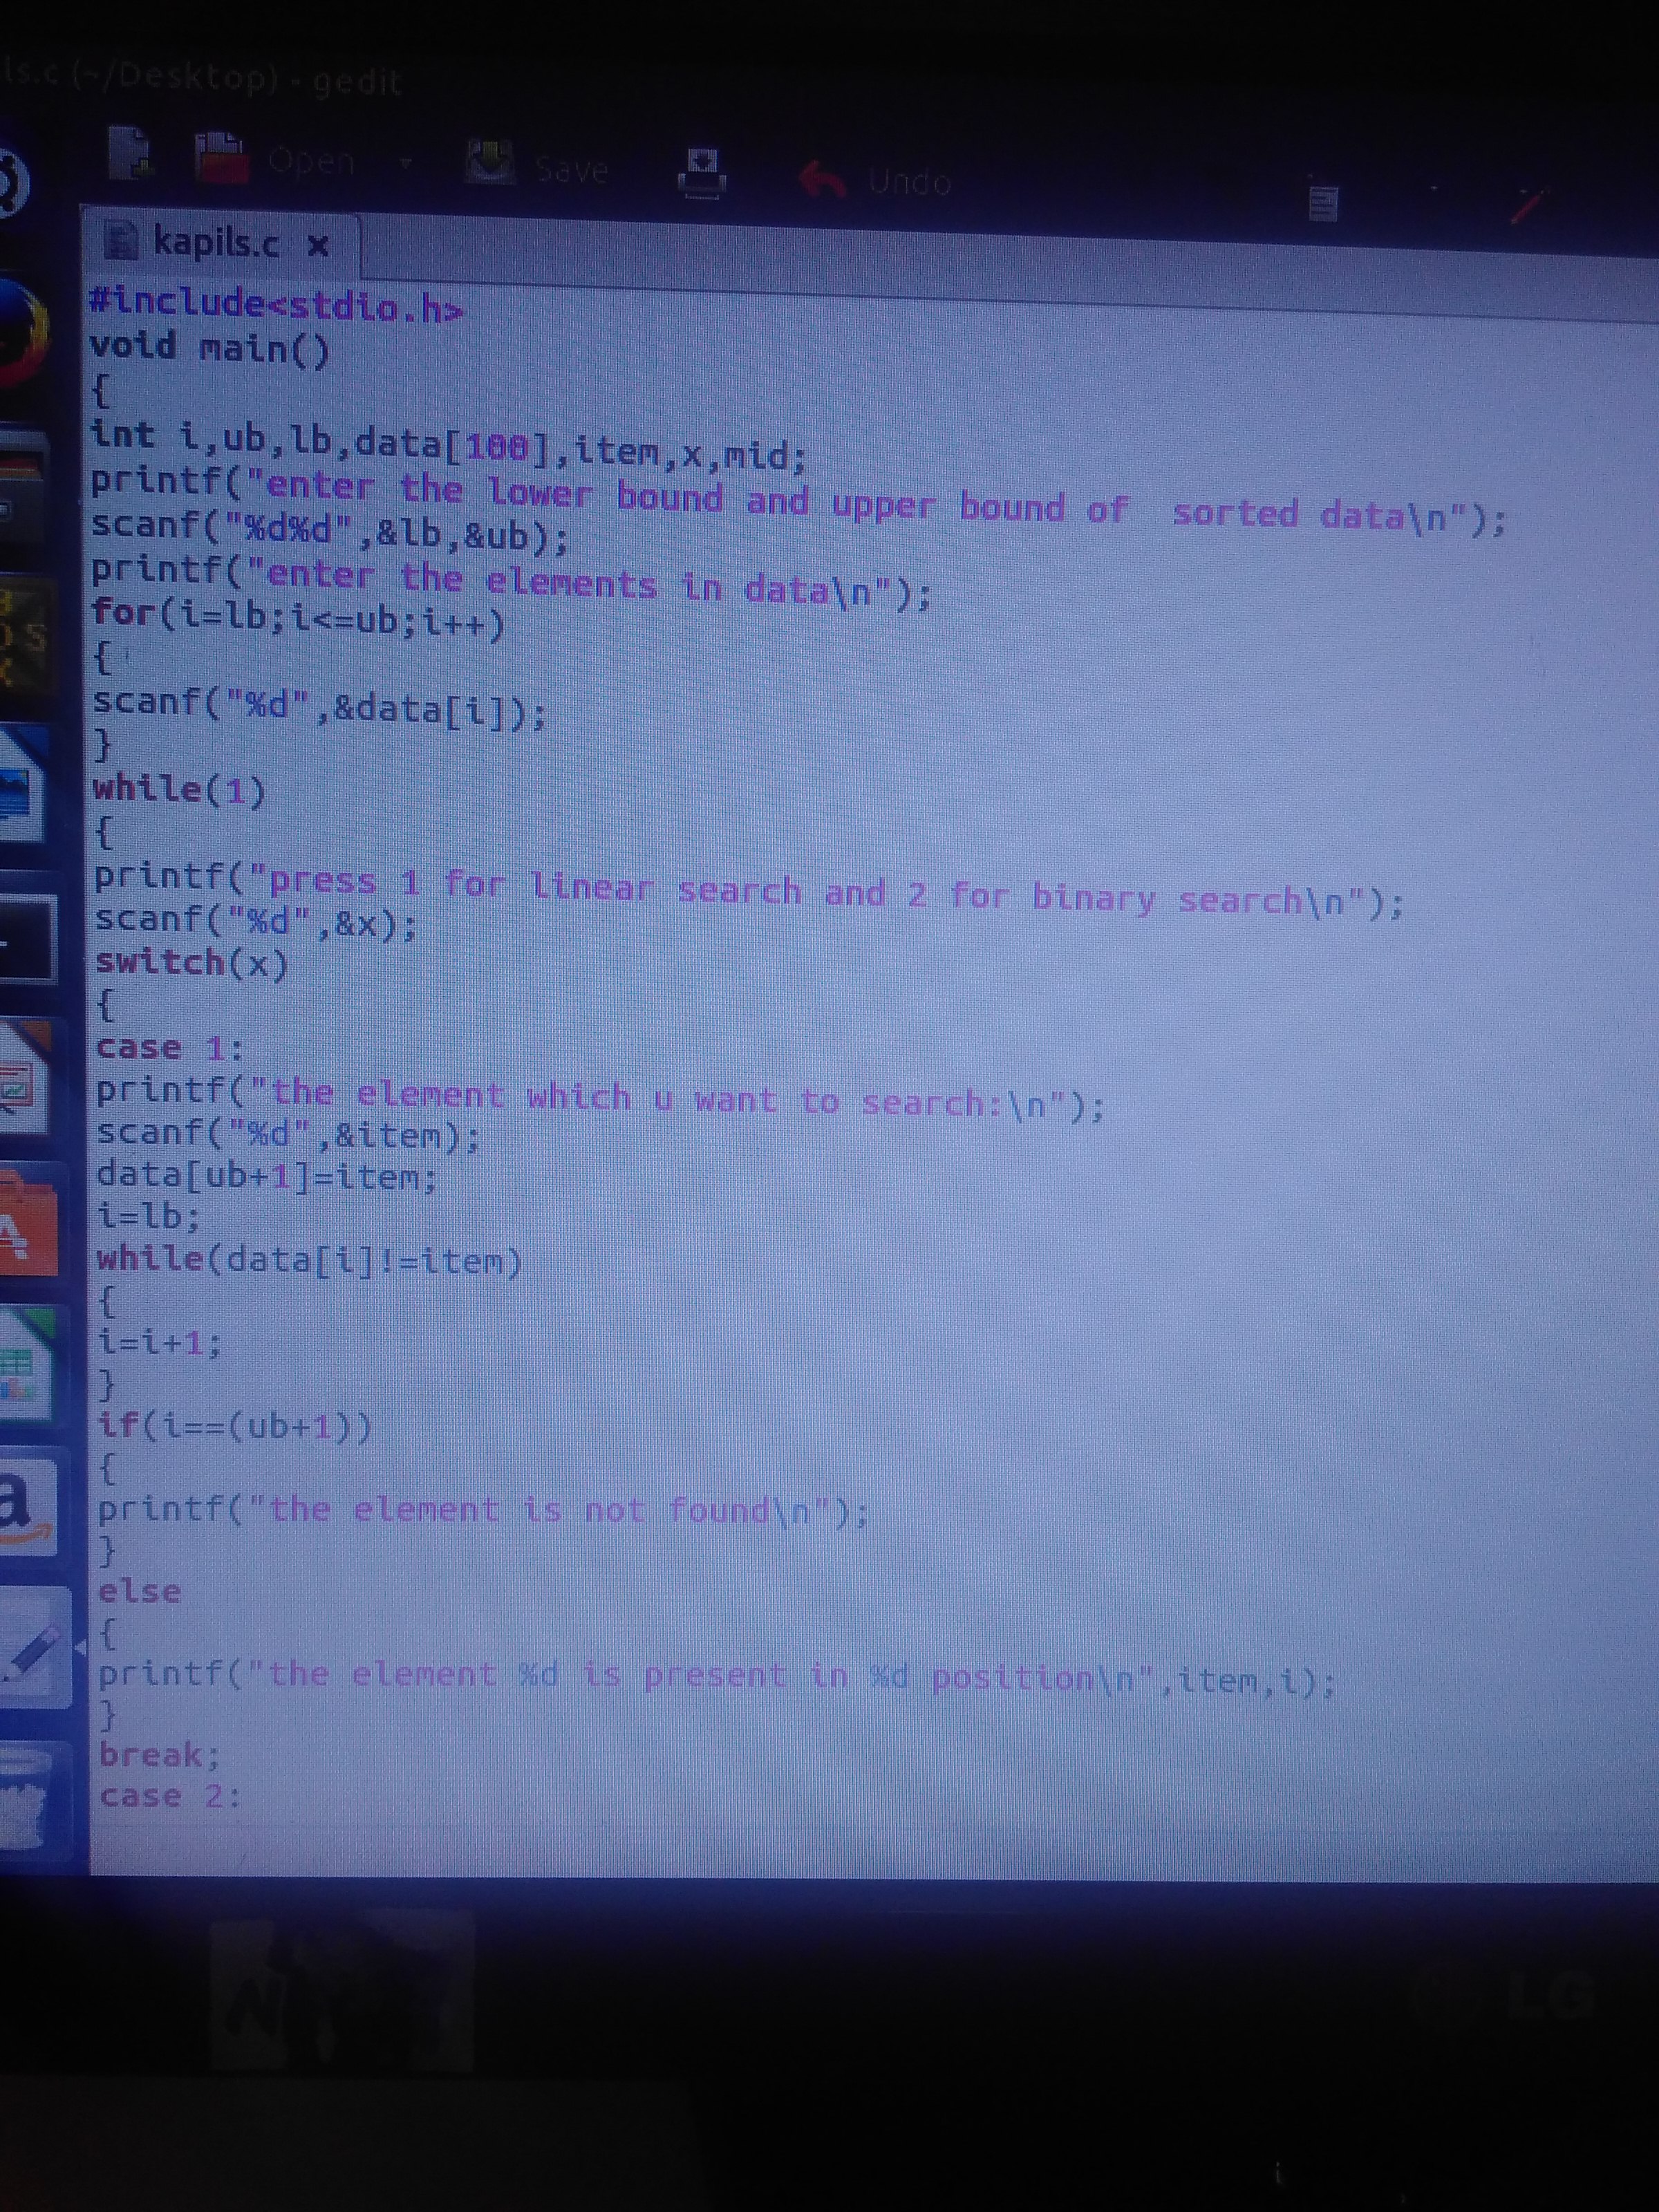 ls.c (~/Desktop) - gedit
Open Save Undo
kapils.c x
#include<stdio.h>
void main()
{
int i,ub,lb,data[100],item,x,mid;
printf("enter the lower bound and upper bound of  sorted data\n");
scanf("%d%d",&lb,&ub);
printf("enter the elements in data\n");
for(i=lb;i<=ub;i++)
{
scanf("%d",&data[i]);
}
while(1)
{
printf("press 1 for linear search and 2 for binary search\n");
scanf("%d",&x);
switch(x)
{
case 1:
printf("the element which u want to search:\n");
scanf("%d",&item);
data[ub+1]=item;
i=lb;
while(data[i]!=item)
{
i=i+1;
}
if(i==(ub+1))
{
printf("the element is not found\n");
}
else
{
printf("the element %d is present in %d position\n",item,i);
}
break;
case 2:
LG